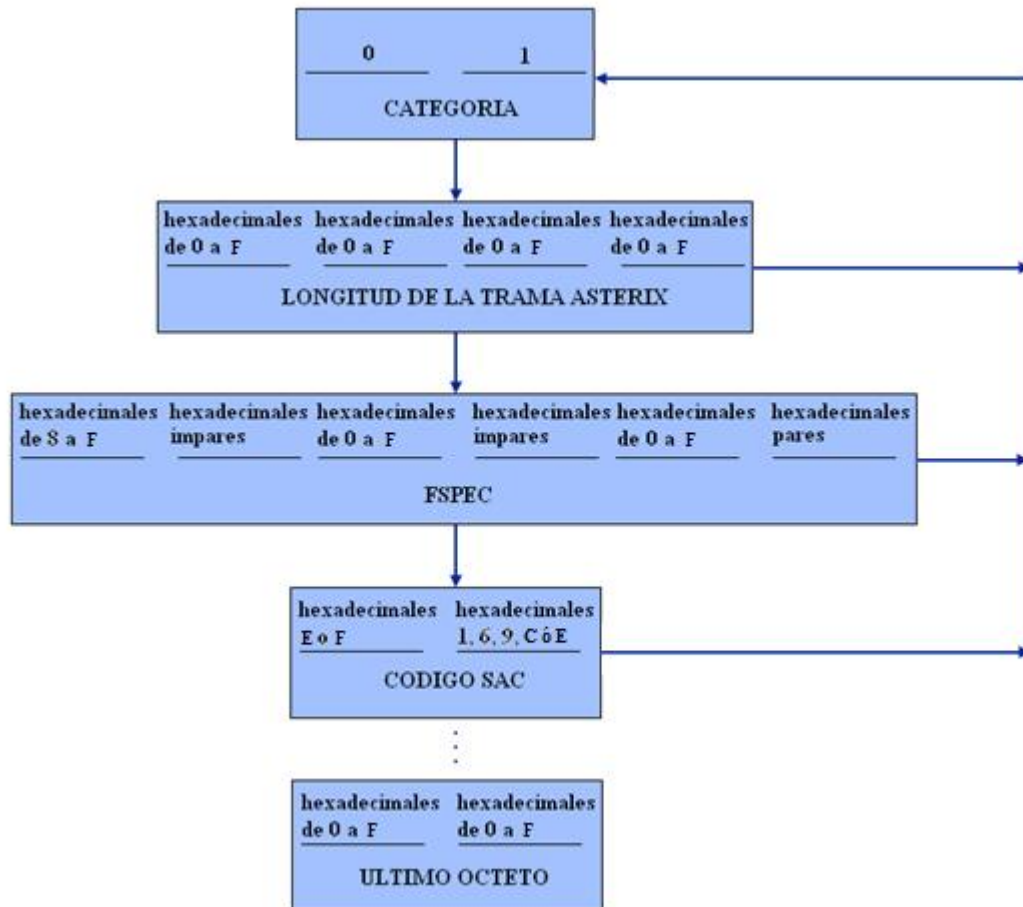 0 1
CATEGORIA
hexadecimales hexadecimales hexadecimales hexadecimales
de 0 a F de 0 a F de 0 a F de 0 a F
LONGITUD DE LA TRAMA ASTERIX
hexadecimales hexadecimales hexadecimales hexadecimales hexadecimales hexadecimales
de 8 a F impares de 0 a F impares de 0 a F pares
FSPEC
hexadecimales hexadecimales
E o F 1, 6, 9, C ó E
CODIGO SAC
hexadecimales hexadecimales
de 0 a F de 0 a F
ULTIMO OCTETO